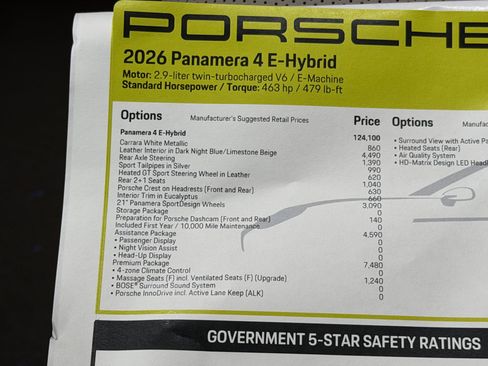 PORSCHE
2026 Panamera 4 E-Hybrid
Motor: 2.9-liter twin-turbocharged V6 / E-Machine
Standard Horsepower / Torque: 463 hp / 479 lb-ft
Options Manufacturer's Suggested Retail Prices Price
Panamera 4 E-Hybrid 124,100
Carrara White Metallic 860
Leather Interior in Dark Night Blue/Limestone Beige 4,490
Rear Axle Steering 1,390
Sport Tailpipes in Silver 990
Heated GT Sport Steering Wheel in Leather 620
Rear 2+1 Seats 1,040
Porsche Crest on Headrests (Front and Rear) 630
Interior Trim in Eucalyptus 660
21" Panamera SportDesign Wheels 3,090
Storage Package 0
Preparation for Porsche Dashcam (Front and Rear) 140
Included First Year / 10,000 Mile Maintenance 0
Assistance Package 4,590
• Passenger Display 0
• Night Vision Assist 0
• Head-Up Display 0
Premium Package 7,480
• 4-zone Climate Control 0
• Massage Seats (F) incl. Ventilated Seats (F) (Upgrade) 1,240
• BOSE® Surround Sound System 0
• Porsche InnoDrive incl. Active Lane Keep (ALK) 0
Options
• Surround View with Active
• Heated Seats (Rear)
• Air Quality System
• HD-Matrix Design LED
GOVERNMENT 5-STAR SAFETY RATINGS